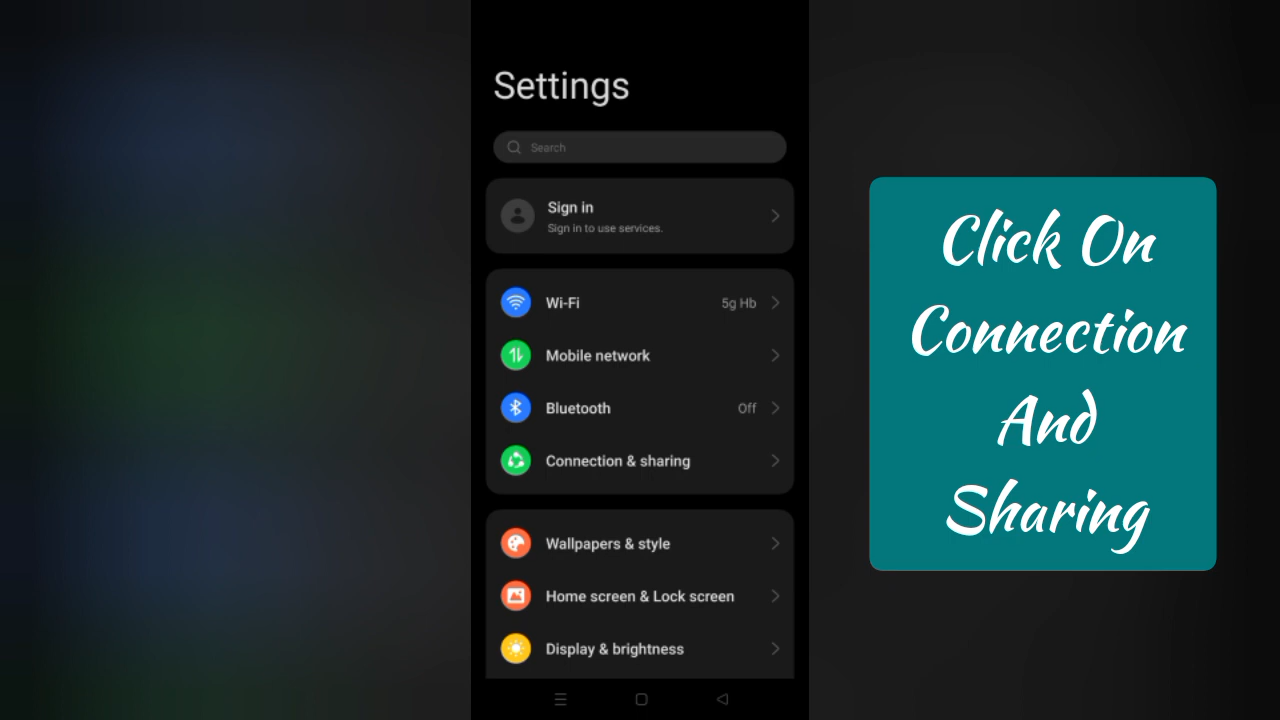 Settings
Search
Sign in
Sign in to use services.
Wi-Fi 5g Hb
Mobile network
Bluetooth Off
Connection & sharing
Wallpapers & style
Home screen & Lock screen
Display & brightness
Click On
Connection
And
Sharing